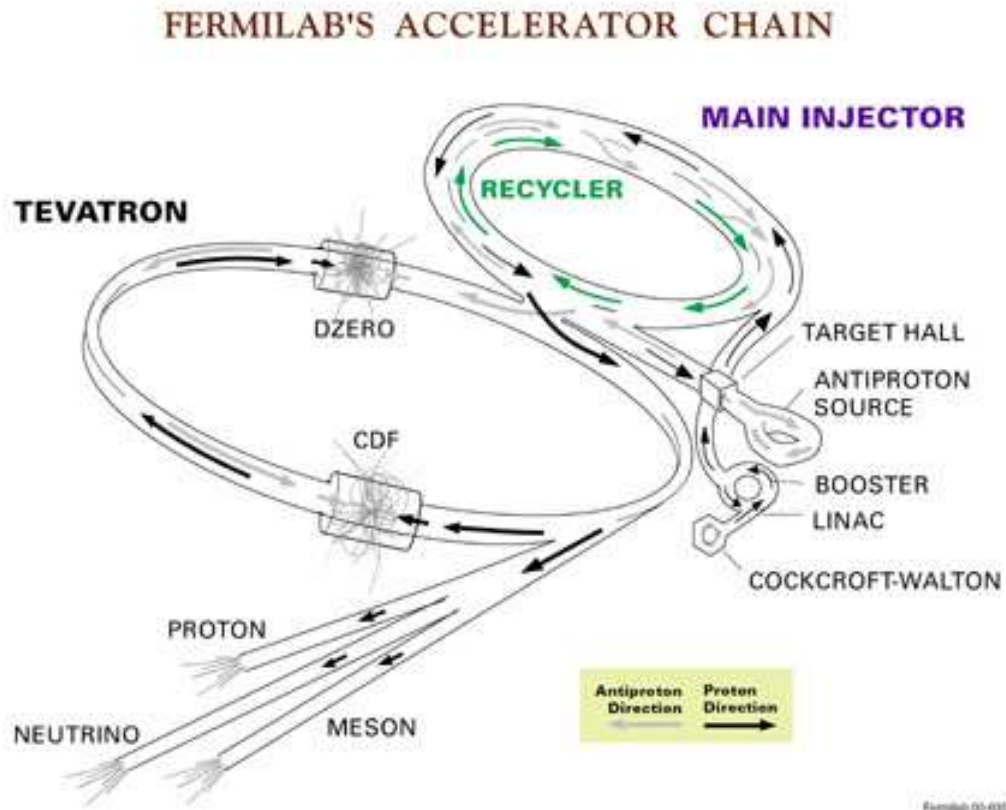 FERMILAB'S ACCELERATOR CHAIN
MAIN INJECTOR
RECYCLER
TEVATRON
DZERO
TARGET HALL
ANTIPROTON
SOURCE
CDF
BOOSTER
LINAC
COCKCROFT-WALTON
PROTON
Antiproton Proton
Direction Direction
NEUTRINO
MESON
Fermilab